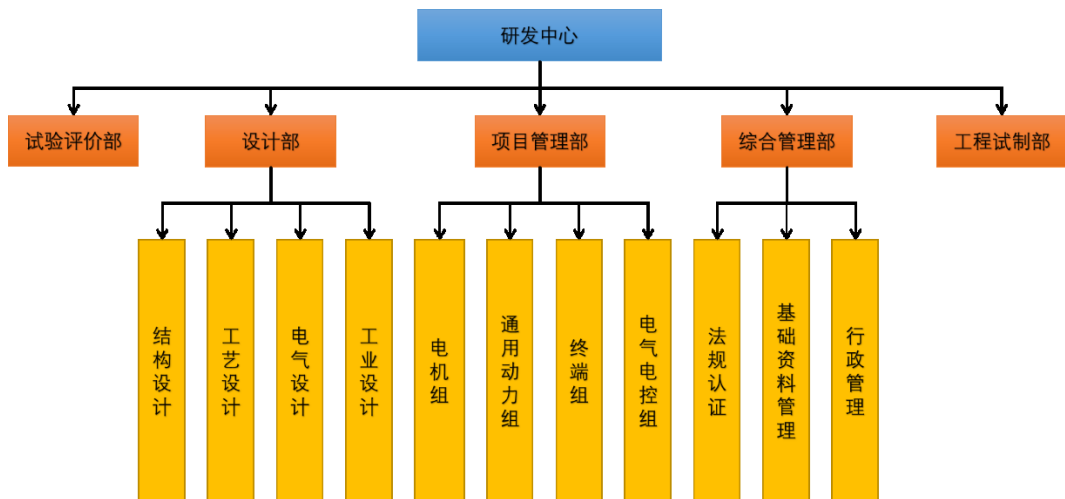 研发中心
试验评价部
设计部
项目管理部
综合管理部
工程试制部
结构设计
工艺设计
电气设计
工业设计
电机组
通用动力组
终端组
电气电控组
法规认证
基础资料管理
行政管理